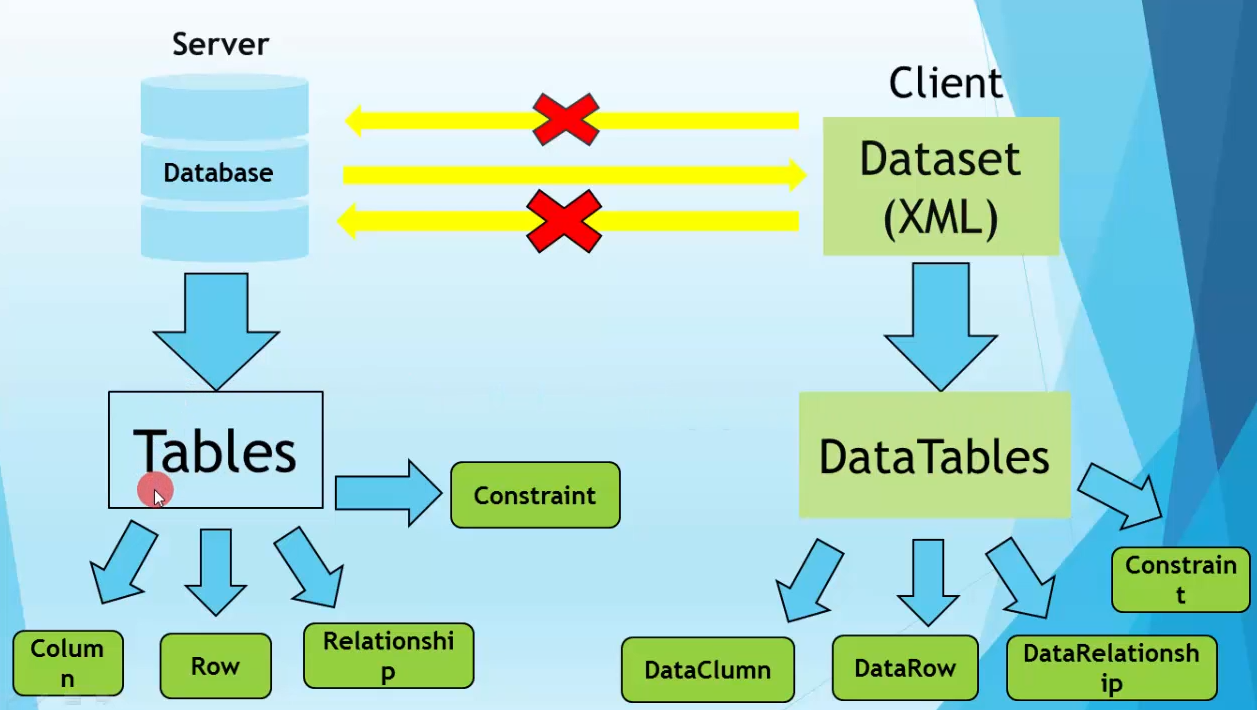 Server
Client
Database
Dataset
(XML)
Tables
Constraint
DataTables
Constrain
t
Colum
n
Row
Relationshi
p
DataClumn
DataRow
DataRelationsh
ip